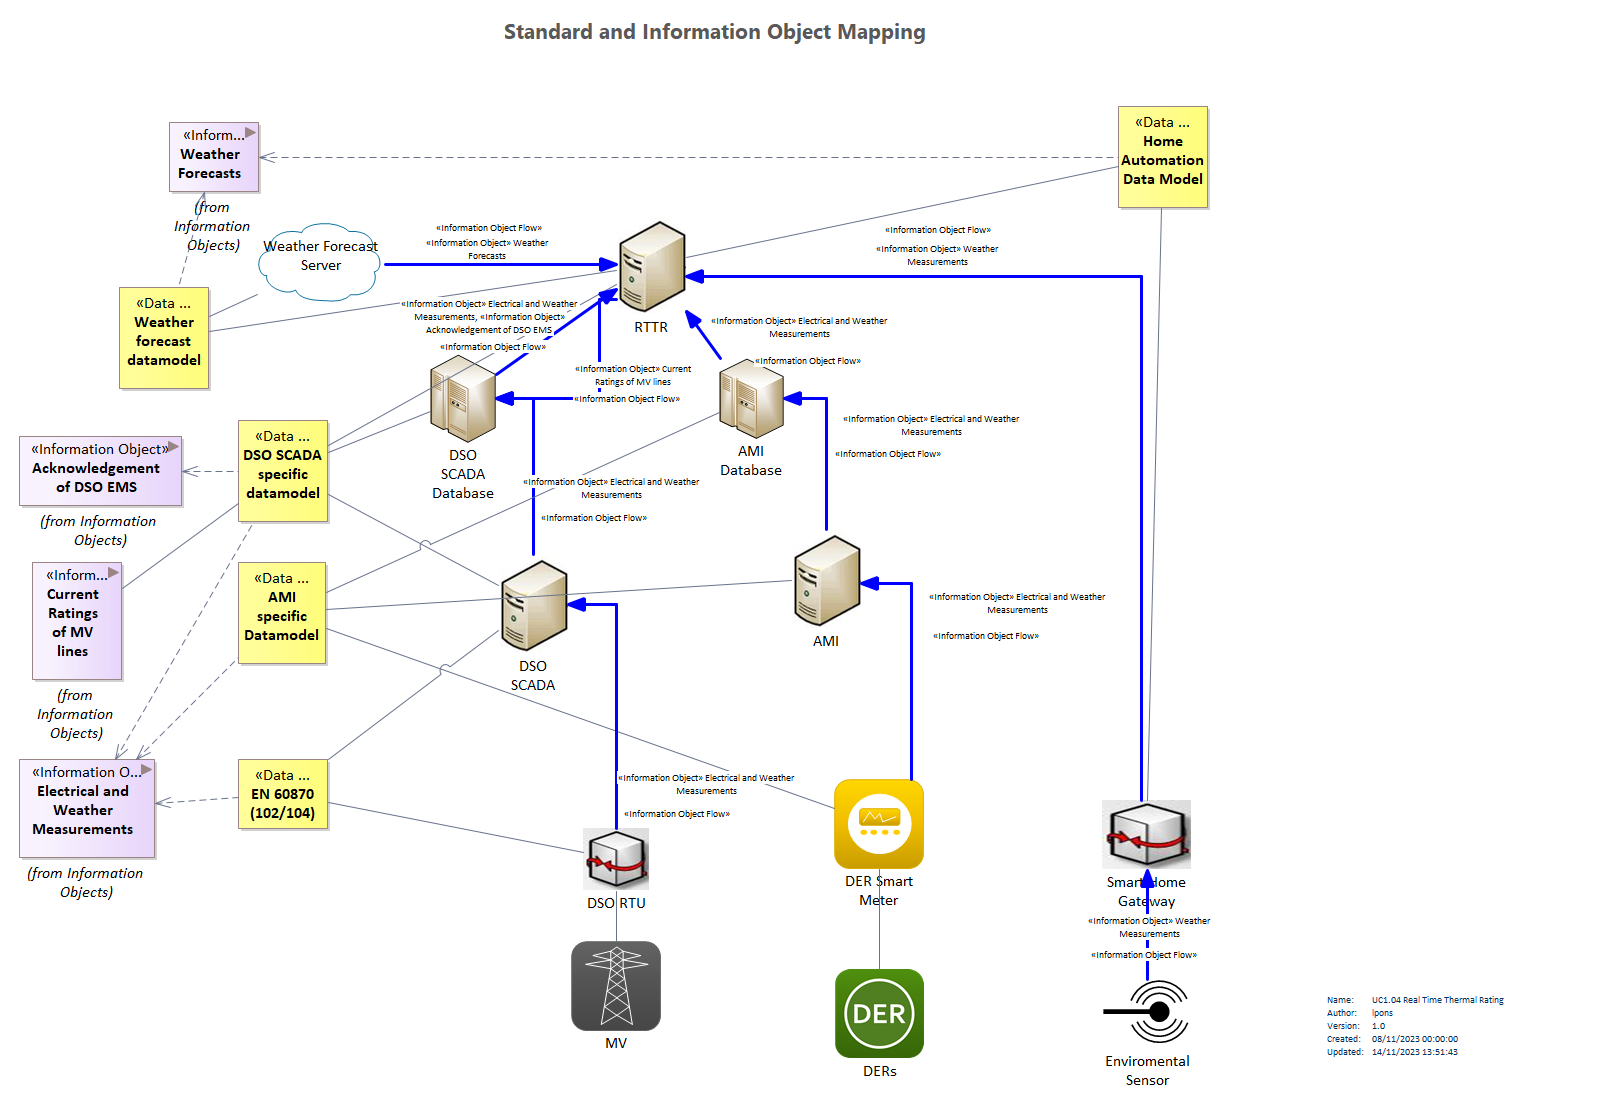 Standard and Information Object Mapping
«Inform...
Weather
Forecasts
(from
Information
Objects)
«Data ...
Home
Automation
Data Model
Weather Forecast
Server
«Information Object Flow»
«Information Object» Weather
Forecasts
«Information Object Flow»
«Information Object» Weather
Measurements
«Data ...
Weather
forecast
datamodel
«Information Object» Electrical and Weather
Measurements, «Information Object»
Acknowledgement of DSO EMS
«Information Object Flow»
RTTR
«Information Object» Electrical and Weather
Measurements
«Information Object Flow»
«Information Object» Current
Ratings of MV lines
«Information Object Flow»
«Data ...
DSO SCADA
specific
datamodel
DSO
SCADA
Database
AMI
Database
«Information Object» Electrical and Weather
Measurements
«Information Object Flow»
«Information Object»
Acknowledgement
of DSO EMS
(from Information
Objects)
«Information Object» Electrical and Weather
Measurements
«Information Object Flow»
«Inform...
Current
Ratings
of MV
lines
(from
Information
Objects)
«Data ...
AMI
specific
Datamodel
DSO
SCADA
AMI
«Information Object» Electrical and Weather
Measurements
«Information Object Flow»
«Information O...
Electrical and
Weather
Measurements
(from Information
Objects)
«Data ...
EN 60870
(102/104)
«Information Object» Electrical and Weather
Measurements
«Information Object Flow»
DSO RTU
DER Smart
Meter
Smart Home
Gateway
«Information Object» Weather
Measurements
«Information Object Flow»
MV
DER
DERs
Enviromental
Sensor
Name: UC1.04 Real Time Thermal Rating
Author: lpons
Version: 1.0
Created: 08/11/2023 00:00:00
Updated: 14/11/2023 13:51:43